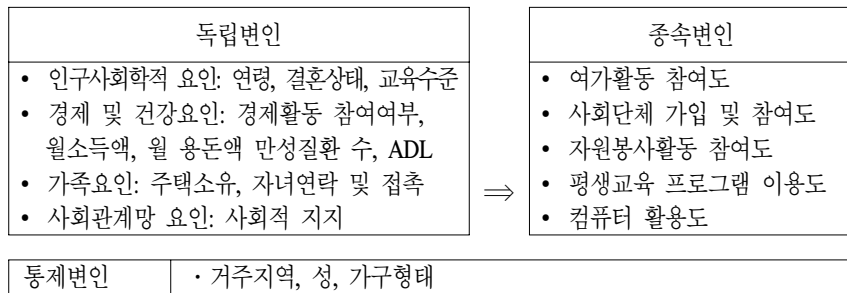 독립변인
• 인구사회학적 요인: 연령, 결혼상태, 교육수준
• 경제 및 건강요인: 경제활동 참여여부,
월소득액, 월 용돈액 만성질환 수, ADL
• 가족요인: 주택소유, 자녀연락 및 접촉
• 사회관계망 요인: 사회적 지지
⇒
종속변인
• 여가활동 참여도
• 사회단체 가입 및 참여도
• 자원봉사활동 참여도
• 평생교육 프로그램 이용도
• 컴퓨터 활용도
통제변인 ・거주지역, 성, 가구형태